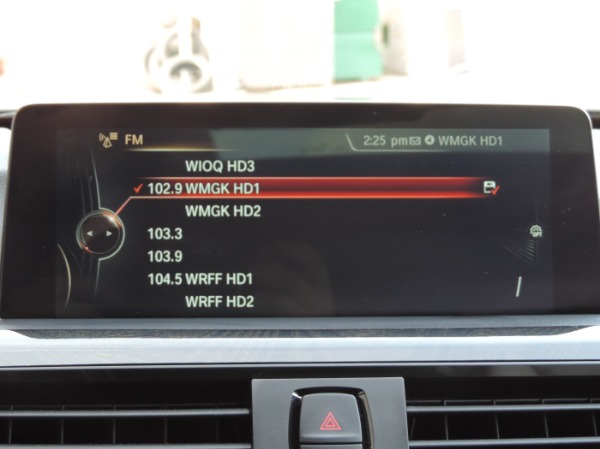 FM 2:25 pm WMGK HD1
WIOQ HD3
102.9 WMGK HD1
WMGK HD2
103.3
103.9
104.5 WRFF HD1
WRFF HD2